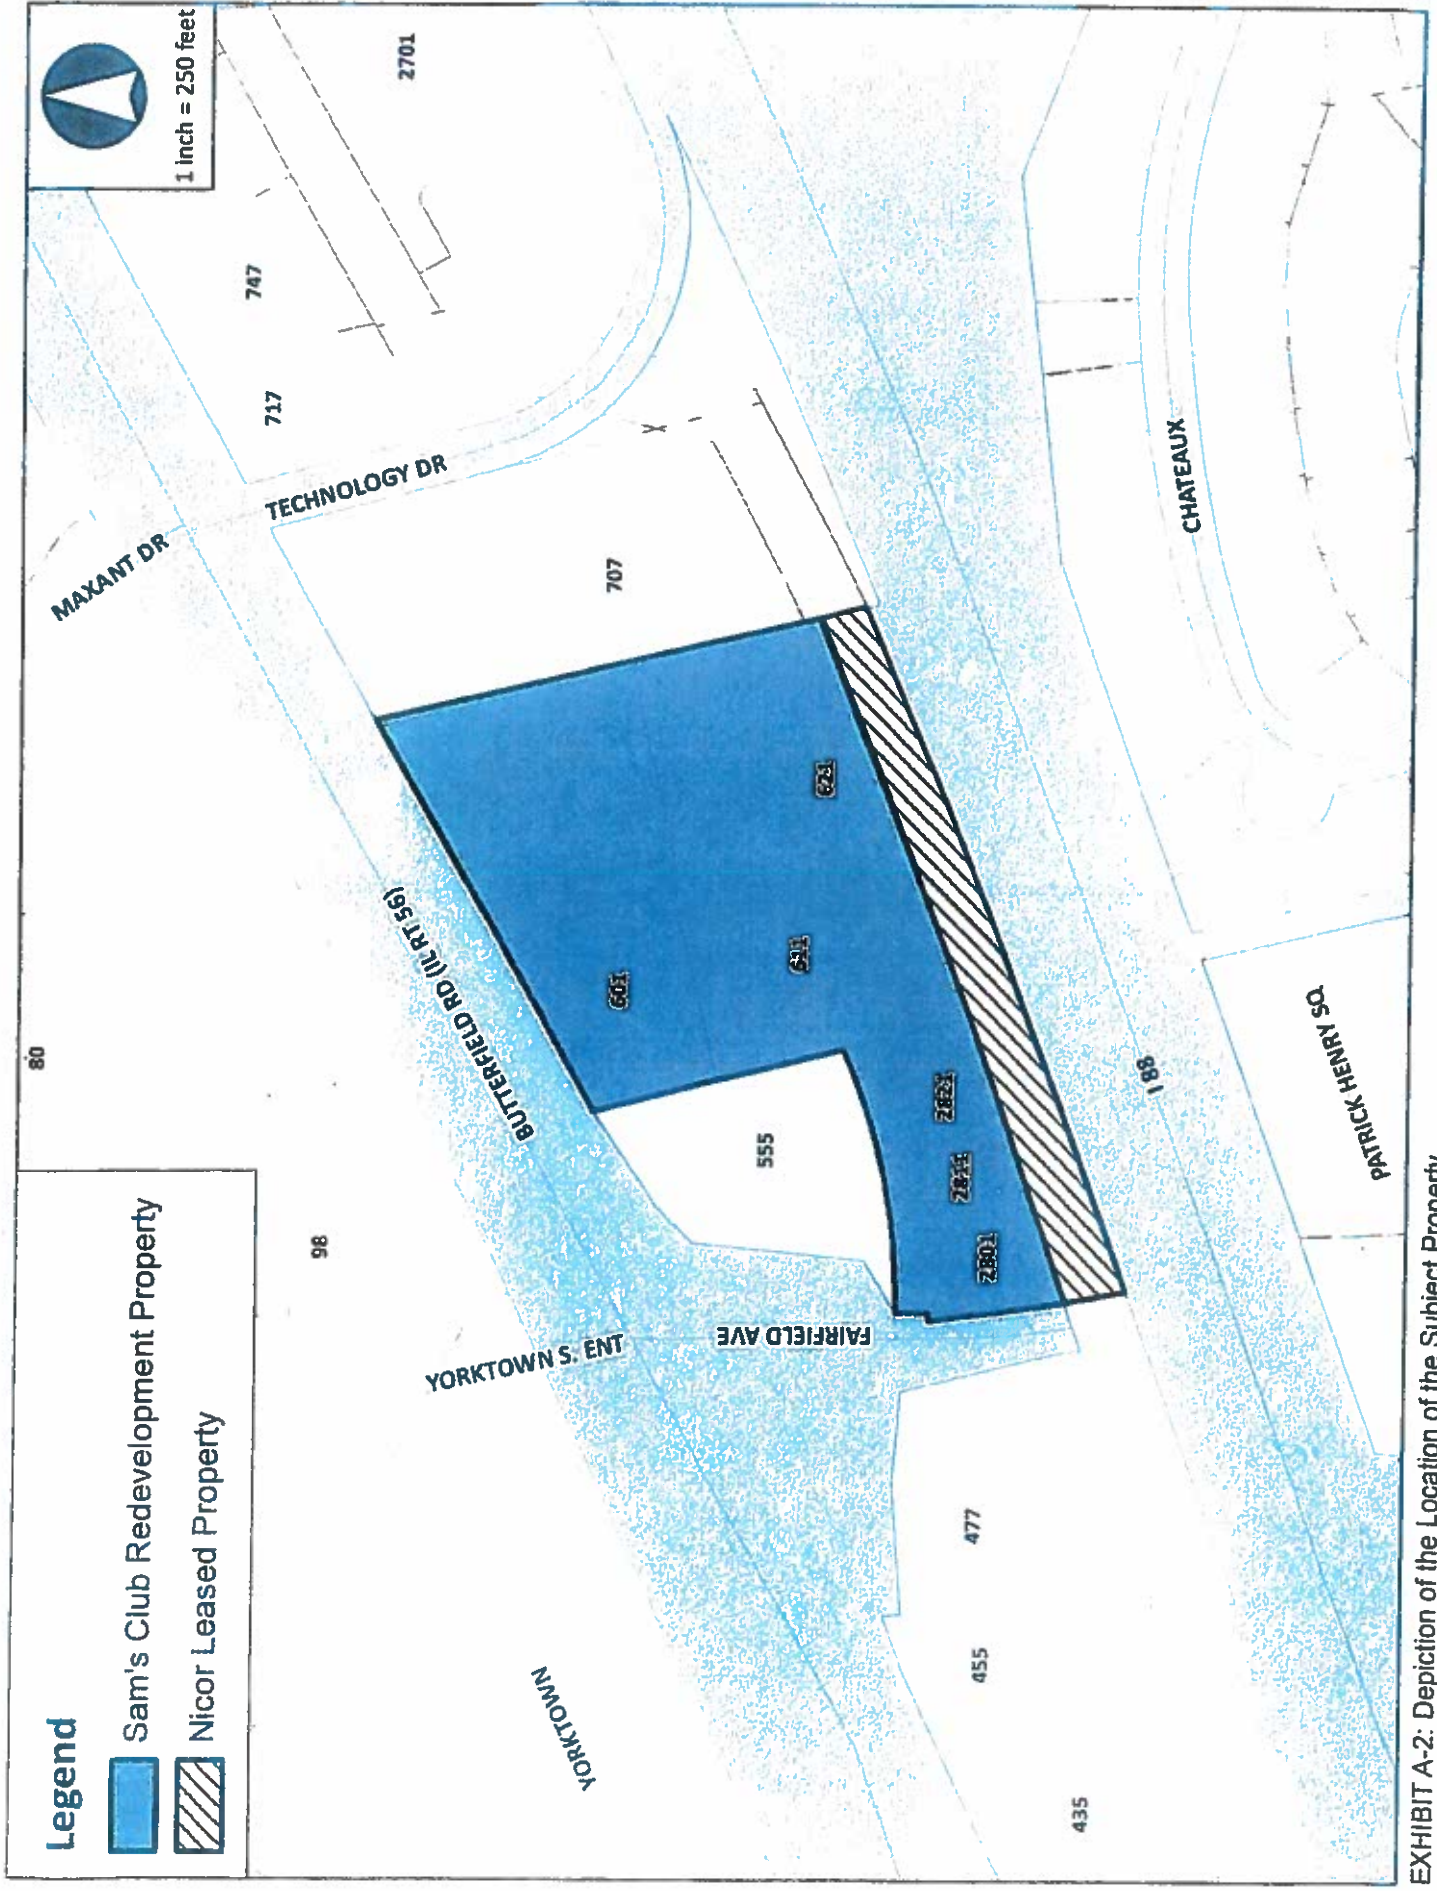 Legend
Sam's Club Redevelopment Property
Nicor Leased Property
1 inch = 250 feet
80
98
MAXANT DR
717
747
2701
TECHNOLOGY DR
BUTTERFIELD RD (IL RT 56)
YORKTOWN S. ENT
YORKTOWN
FAIRFIELD AVE
601
707
555
611
621
2801
2811
2821
477
455
435
I 88
CHATEAUX
PATRICK HENRY SQ.
EXHIBIT A-2: Depiction of the Location of the Subject Property